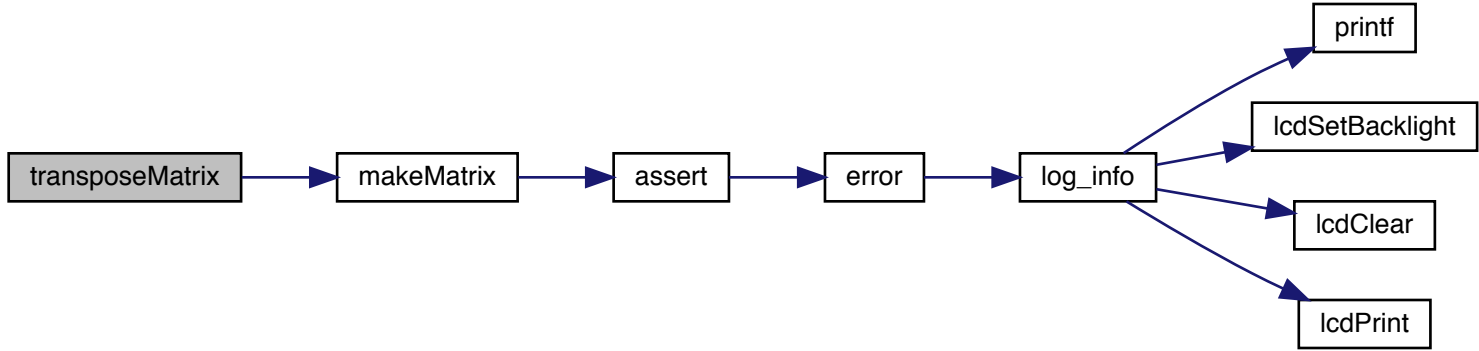 transposeMatrix
makeMatrix
assert
error
log_info
printf
lcdSetBacklight
lcdClear
lcdPrint